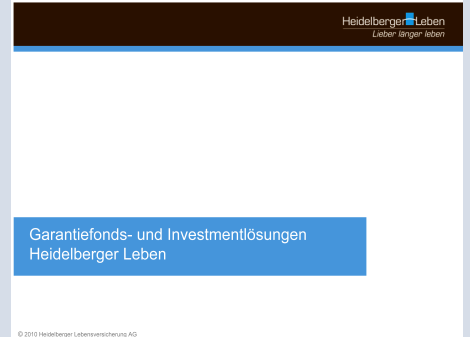 Heidelberger Leben
Lieber länger leben
Garantiefonds- und Investmentlösungen
Heidelberger Leben
© 2010 Heidelberger Lebensversicherung AG